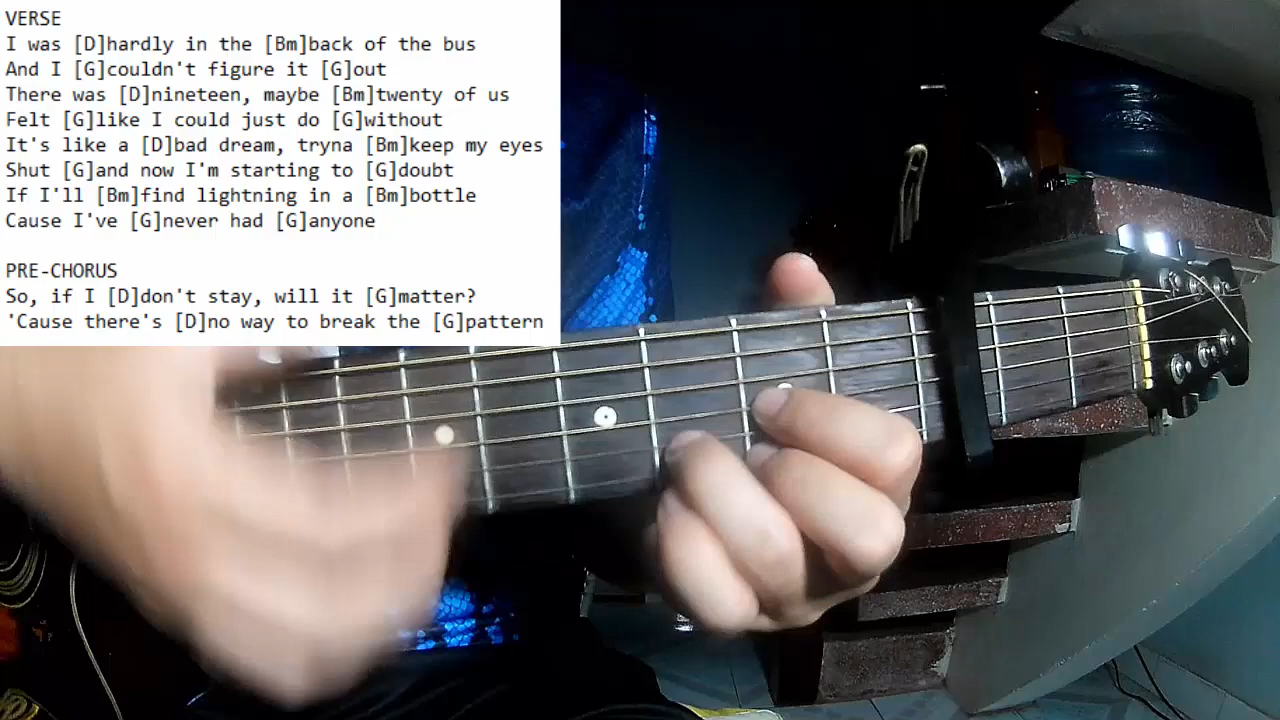 VERSE
I was [D]hardly in the [Bm]back of the bus
And I [G]couldn't figure it [G]out
There was [D]nineteen, maybe [Bm]twenty of us
Felt [G]like I could just do [G]without
It's like a [D]bad dream, tryna [Bm]keep my eyes
Shut [G]and now I'm starting to [G]doubt
If I'll [Bm]find lightning in a [Bm]bottle
Cause I've [G]never had [G]anyone
PRE-CHORUS
So, if I [D]don't stay, will it [G]matter?
'Cause there's [D]no way to break the [G]pattern